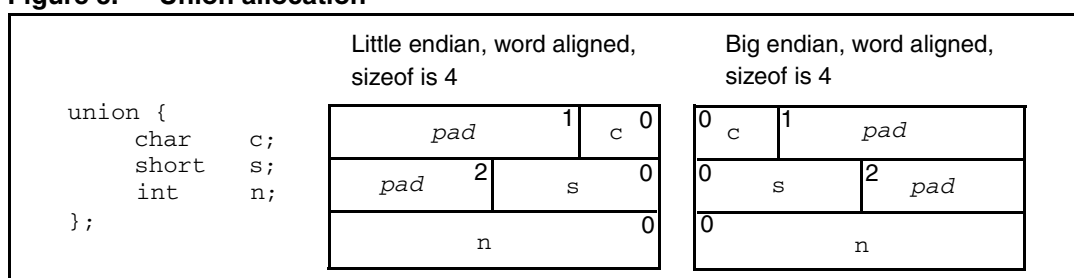 Figure 5. Union allocation
Little endian, word aligned,
sizeof is 4
Big endian, word aligned,
sizeof is 4
union {
char c;
short s;
int n;
};
pad 1 c 0
pad 2 s 0
n 0
0 c 1 pad
0 s 2 pad
0 n